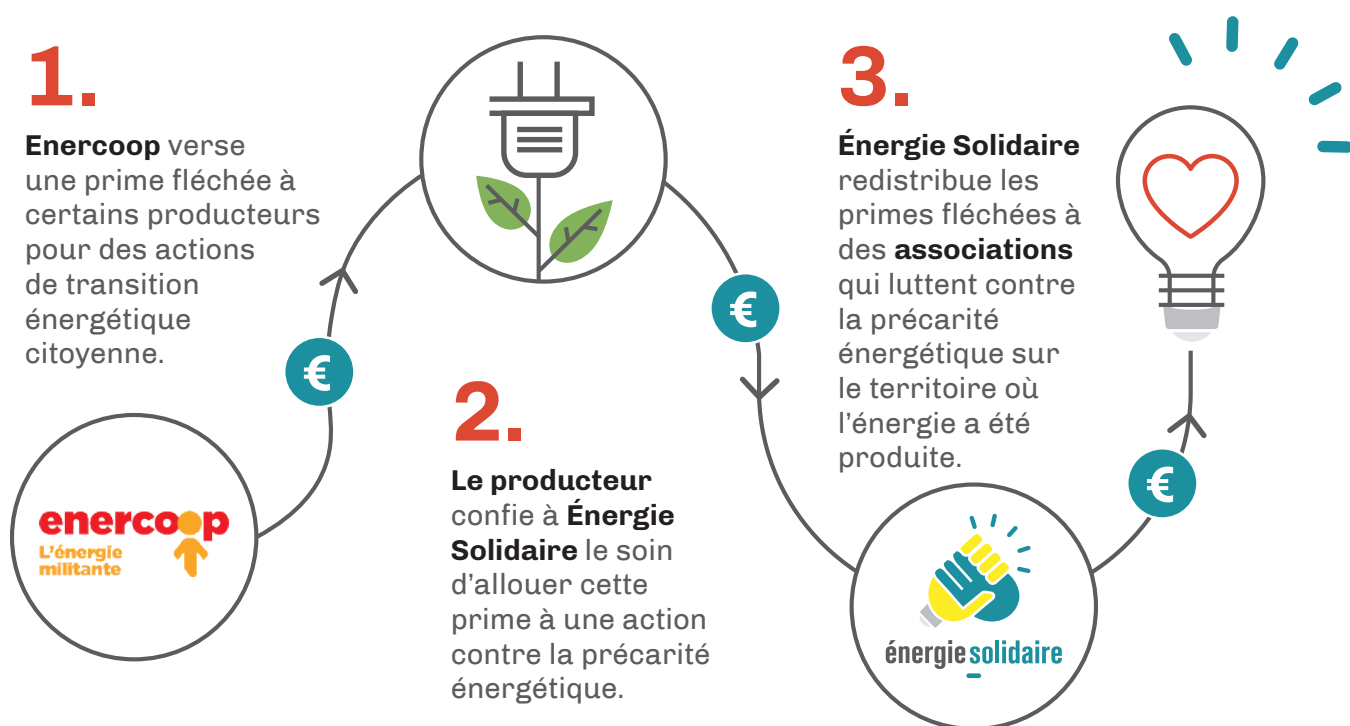 1.
Enercoop verse
une prime fléchée à
certains producteurs
pour des actions
de transition
énergétique
citoyenne.
€
enercoop
L'énergie
militante
2.
Le producteur
confie à Énergie
Solidaire le soin
d'allouer cette
prime à une action
contre la précarité
énergétique.
€
3.
Énergie Solidaire
redistribue les
primes fléchées à
des associations
qui luttent contre
la précarité
énergétique sur
le territoire où
l'énergie a été
produite.
€
énergie solidaire